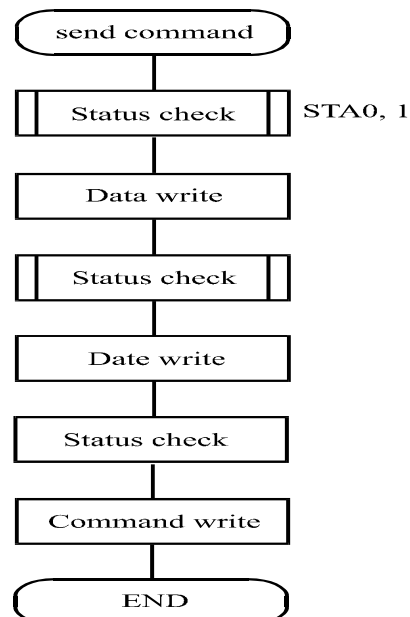 send command
Status check STA0, 1
Data write
Status check
Date write
Status check
Command write
END